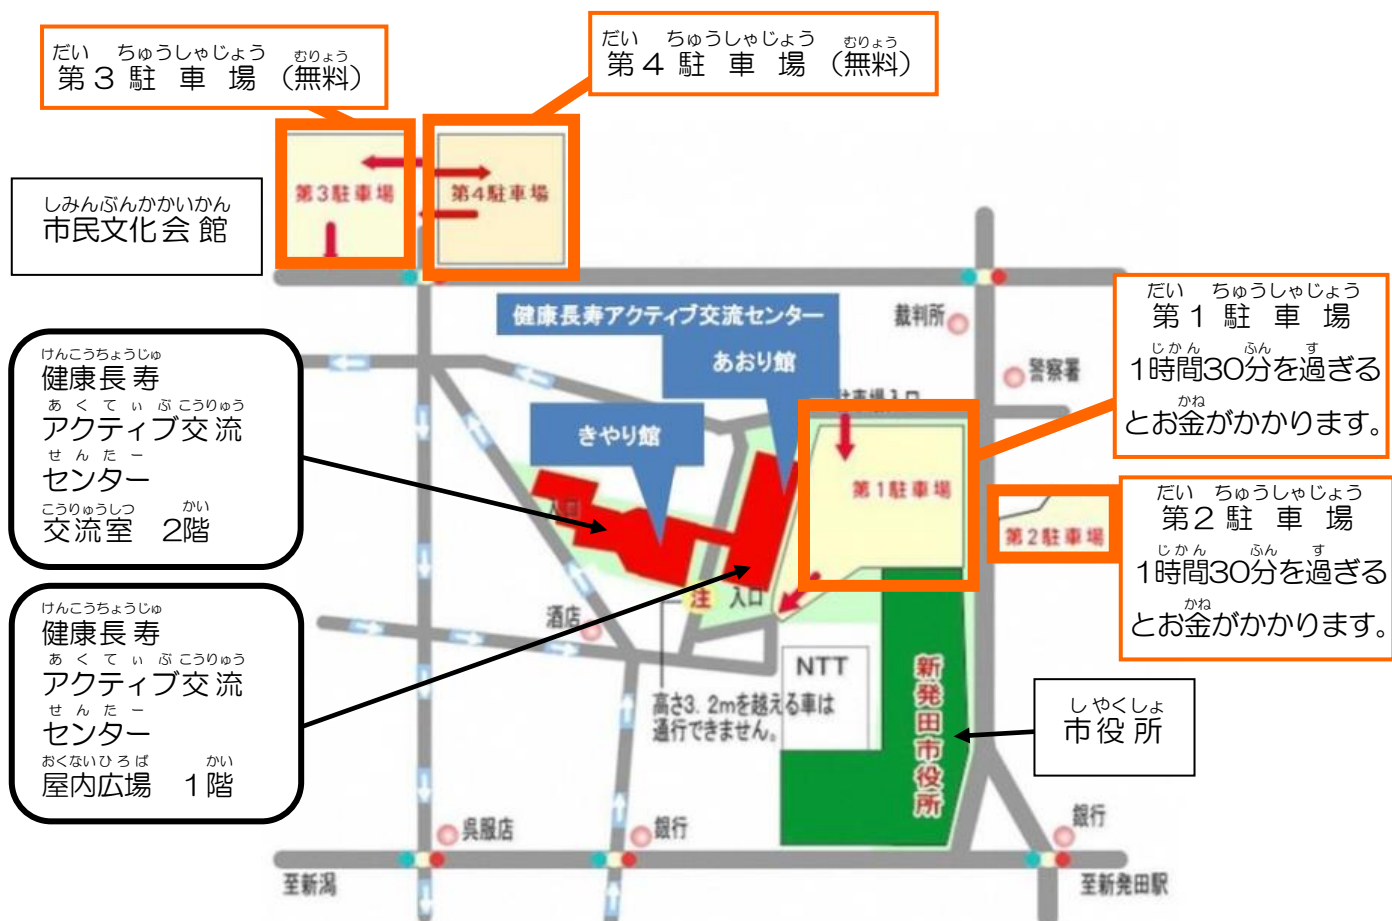 だい ちゅうしゃじょう むりょう
第3駐車場(無料)
だい ちゅうしゃじょう むりょう
第4駐車場(無料)
第3駐車場
第4駐車場
しみんぶんかかいかん
市民文化会館
健康長寿アクティブ交流センター
あおり館
きやり館
裁判所
警察署
駐車場入口
だい ちゅうしゃじょう
第1駐車場
じかん ふん す
1時間30分を過ぎる
かね
とお金がかかります。
けんこうちょうじゅ
健康長寿
あくてぃぶこうりゅう
アクティブ交流
せんたー
センター
こうりゅうしつ かい
交流室 2階
入口
第1駐車場
第2駐車場
だい ちゅうしゃじょう
第2駐車場
じかん ふん す
1時間30分を過ぎる
かね
とお金がかかります。
けんこうちょうじゅ
健康長寿
あくてぃぶこうりゅう
アクティブ交流
せんたー
センター
おくないひろば かい
屋内広場 1階
酒店
注
入口
NTT
高さ3.2mを越える車は
通行できません。
新発田市役所
しやくしょ
市役所
呉服店
銀行
銀行
至新潟
至新発田駅